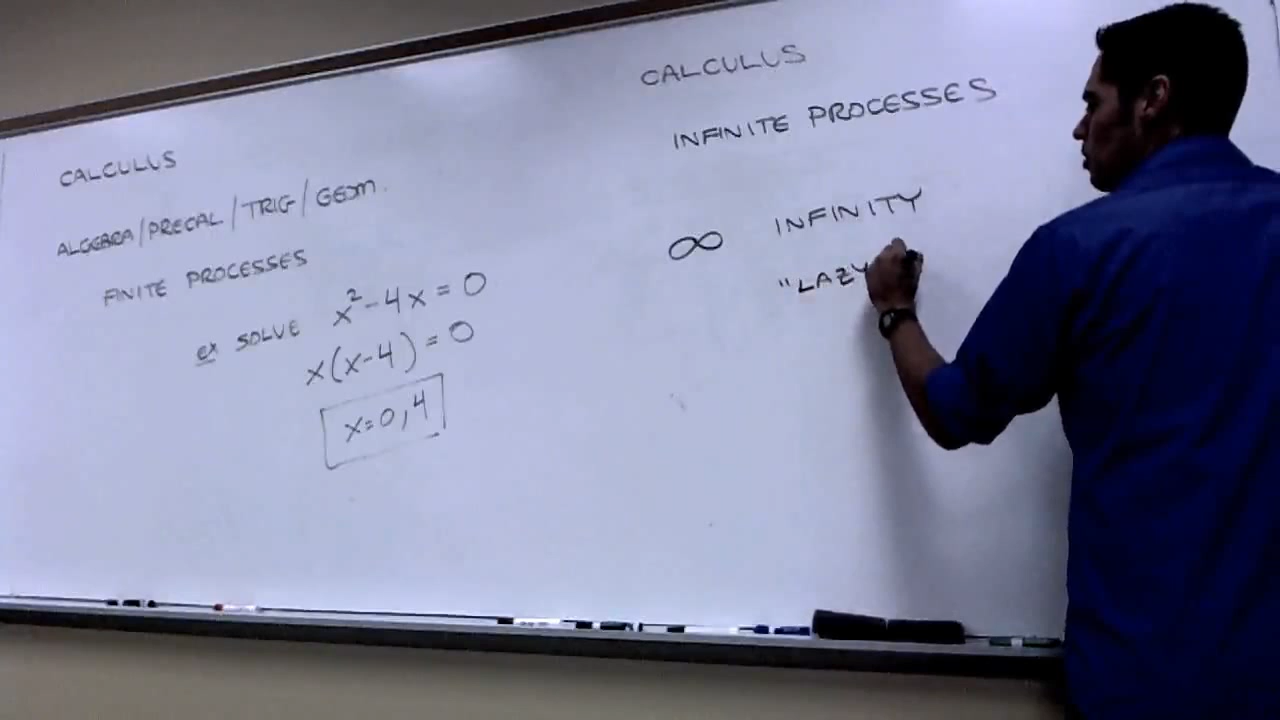 CALCULUS
ALGEBRA/PRECAL/TRIG/GEOM.
FINITE PROCESSES
ex SOLVE x²-4x=0
x(x-4)=0
x=0,4
CALCULUS
INFINITE PROCESSES
∞ INFINITY
"LAZY